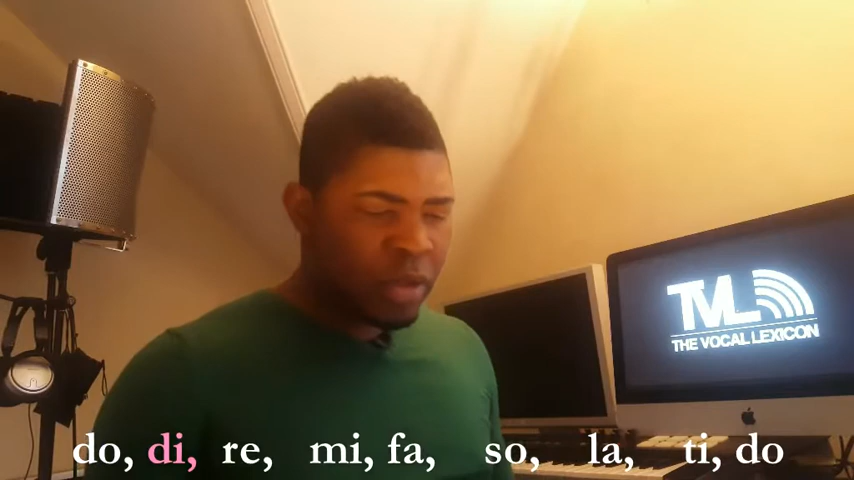 TVL
THE VOCAL LEXICON
do, di, re, mi, fa, so, la, ti, do